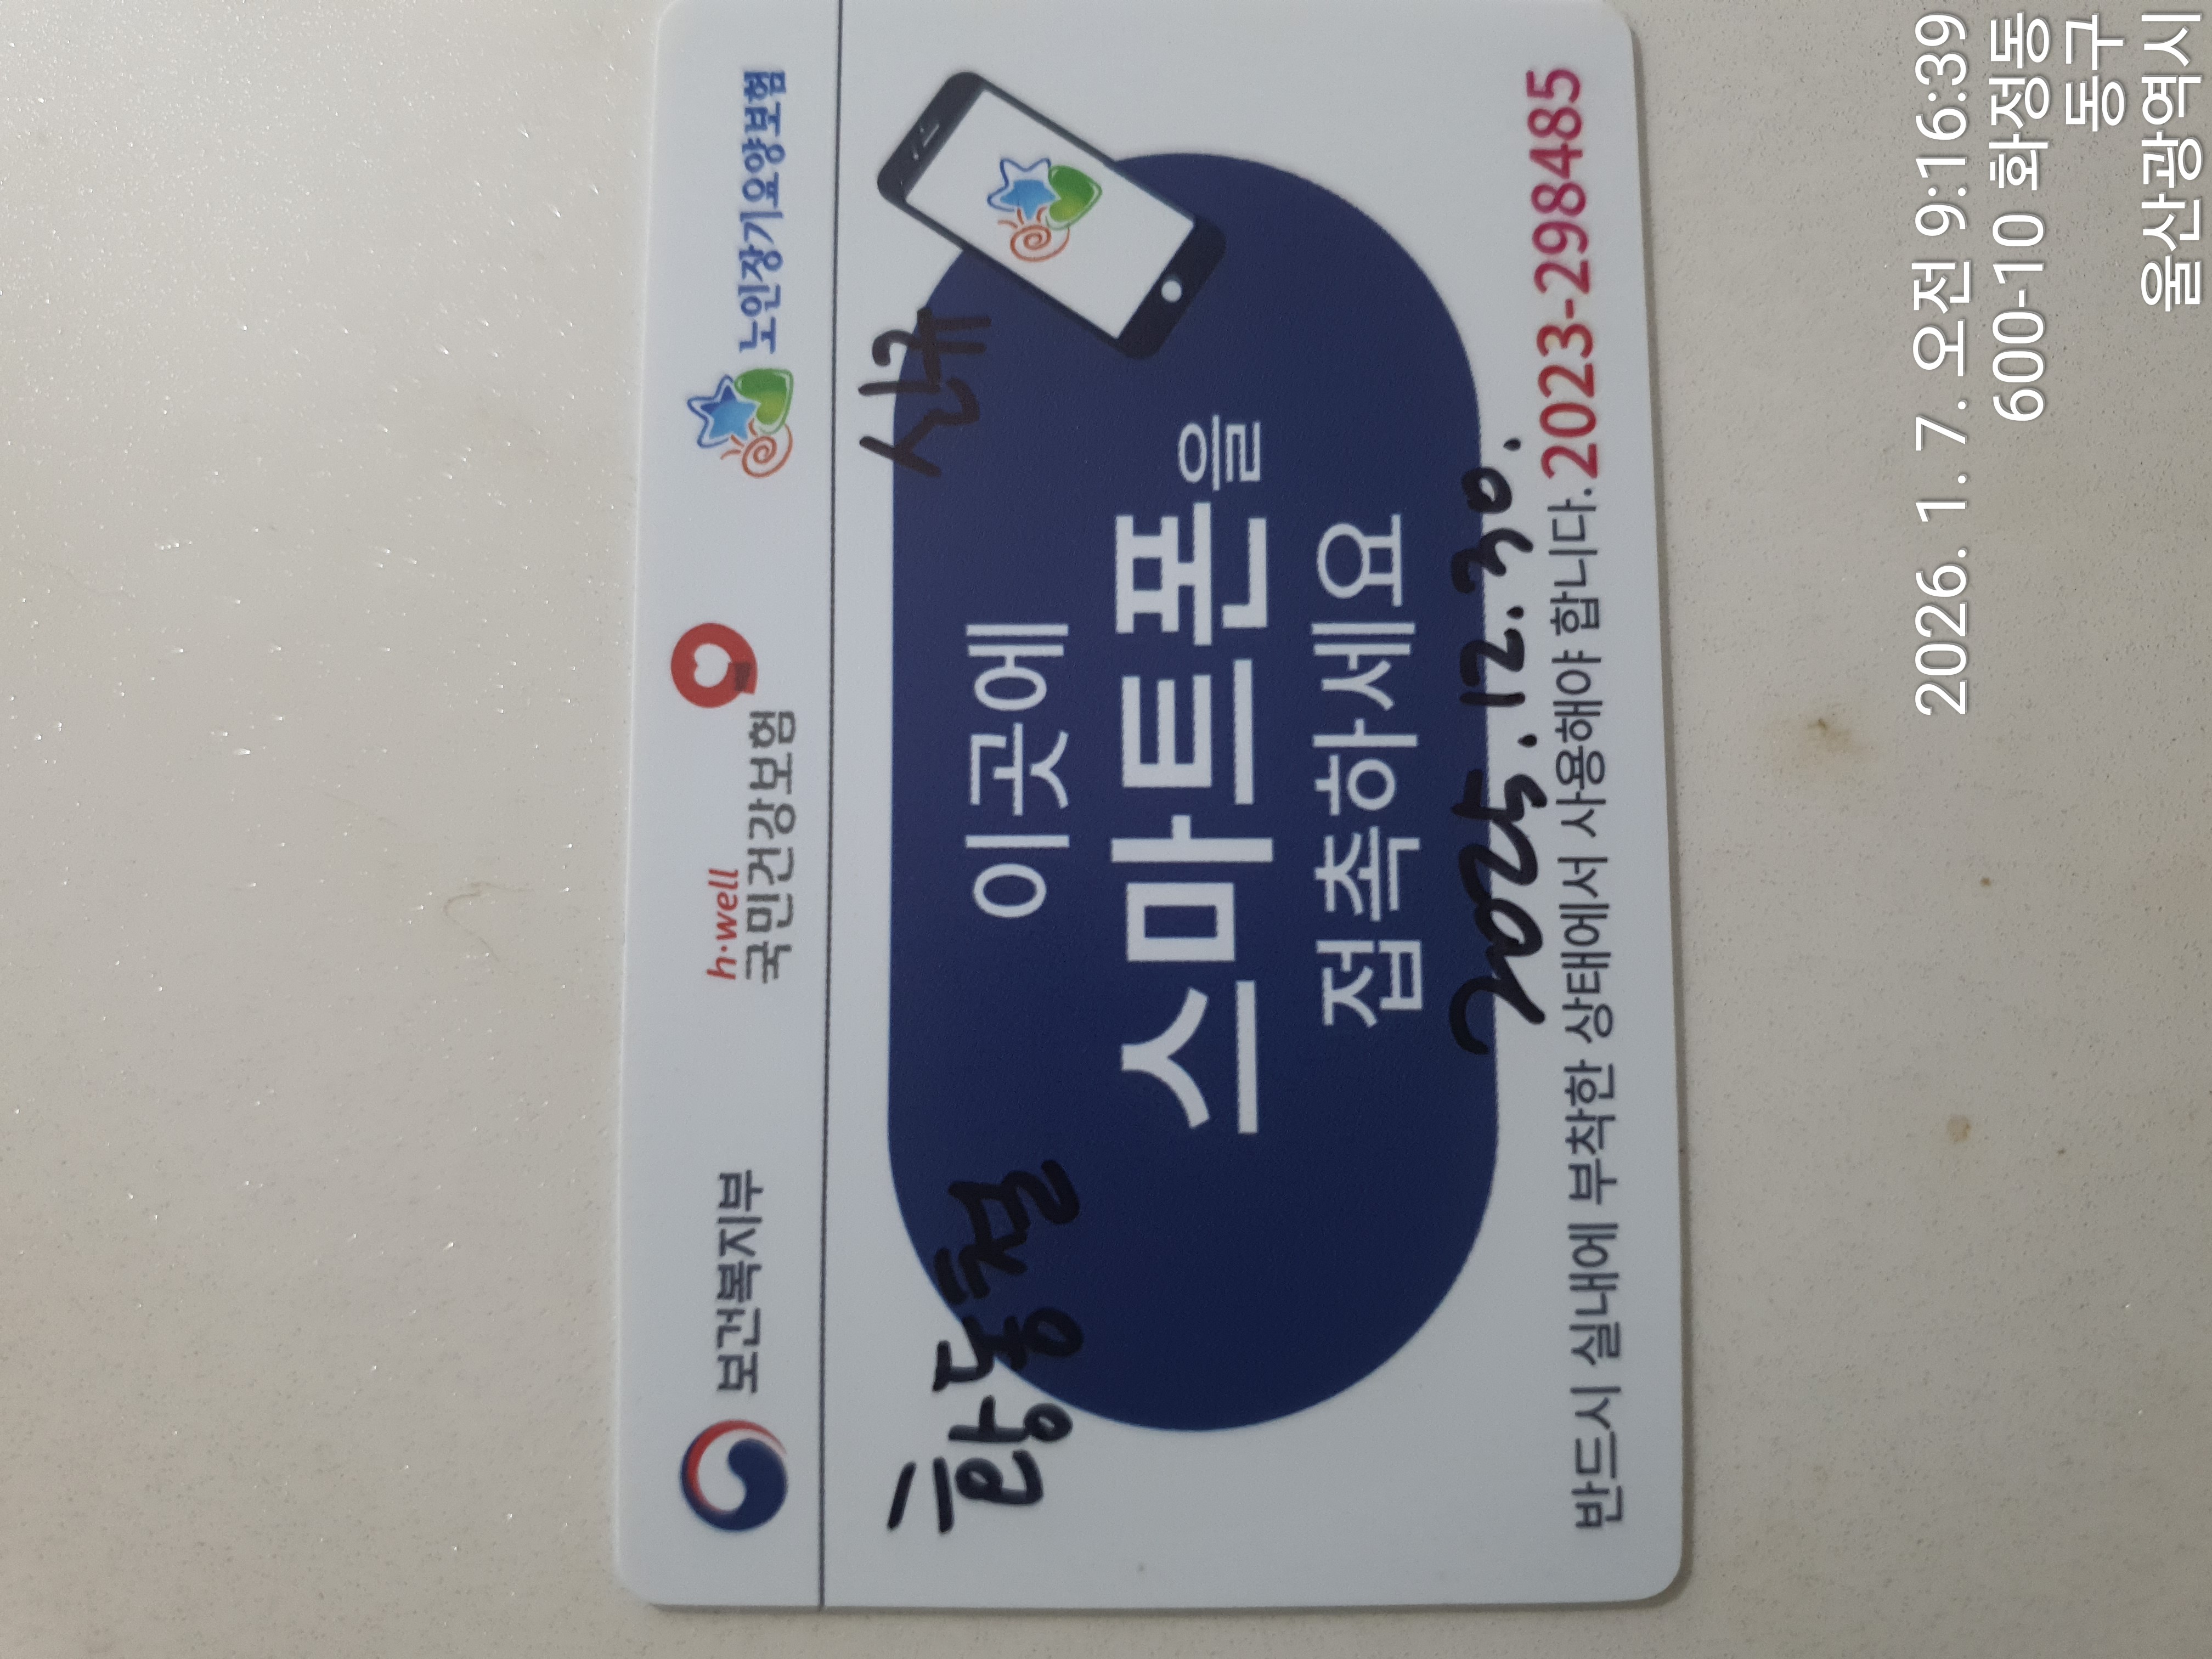 보건복지부
h·well
국민건강보험
노인장기요양보험
이곳에
스마트폰을
접촉하세요
2025.12.30.
반드시 실내에 부착한 상태에서 사용해야 합니다. 2023-298485
2026. 1. 7. 오전 9:16:39
600-10 화정동
동구
울산광역시